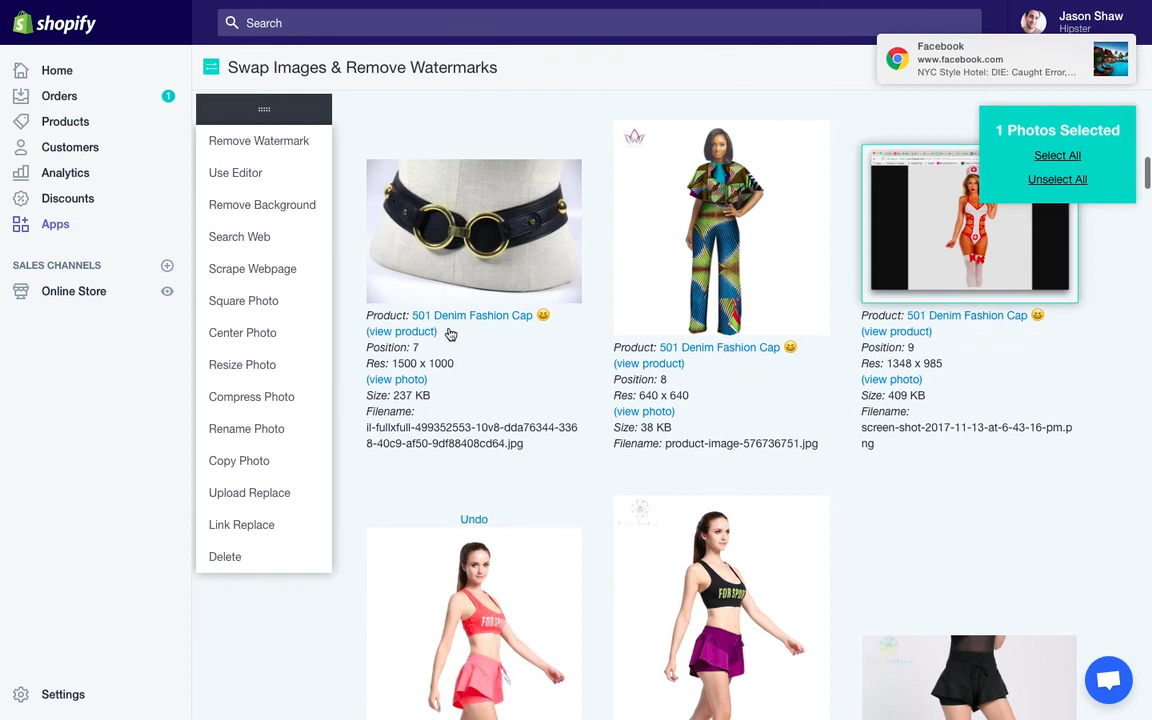 shopify
Search
Jason Shaw
Hipster
Facebook
www.facebook.com
NYC Style Hotel: DIE: Caught Error,...
Home
Orders
1
Products
Customers
Analytics
Discounts
Apps
SALES CHANNELS
Online Store
Settings
Swap Images & Remove Watermarks
Remove Watermark
Use Editor
Remove Background
Search Web
Scrape Webpage
Square Photo
Center Photo
Resize Photo
Compress Photo
Rename Photo
Copy Photo
Upload Replace
Link Replace
Delete
1 Photos Selected
Select All
Unselect All
Product: 501 Denim Fashion Cap 😀
(view product)
Position: 7
Res: 1500 x 1000
(view photo)
Size: 237 KB
Filename:
il-fullxfull-499352553-10v8-dda76344-336
8-40c9-af50-9df88408cd64.jpg
Product: 501 Denim Fashion Cap 😀
(view product)
Position: 8
Res: 640 x 640
(view photo)
Size: 38 KB
Filename: product-image-576736751.jpg
Product: 501 Denim Fashion Cap 😀
(view product)
Position: 9
Res: 1348 x 985
(view photo)
Size: 409 KB
Filename:
screen-shot-2017-11-13-at-6-43-16-pm.p
ng
Undo
FOR SPO
FOR SPO